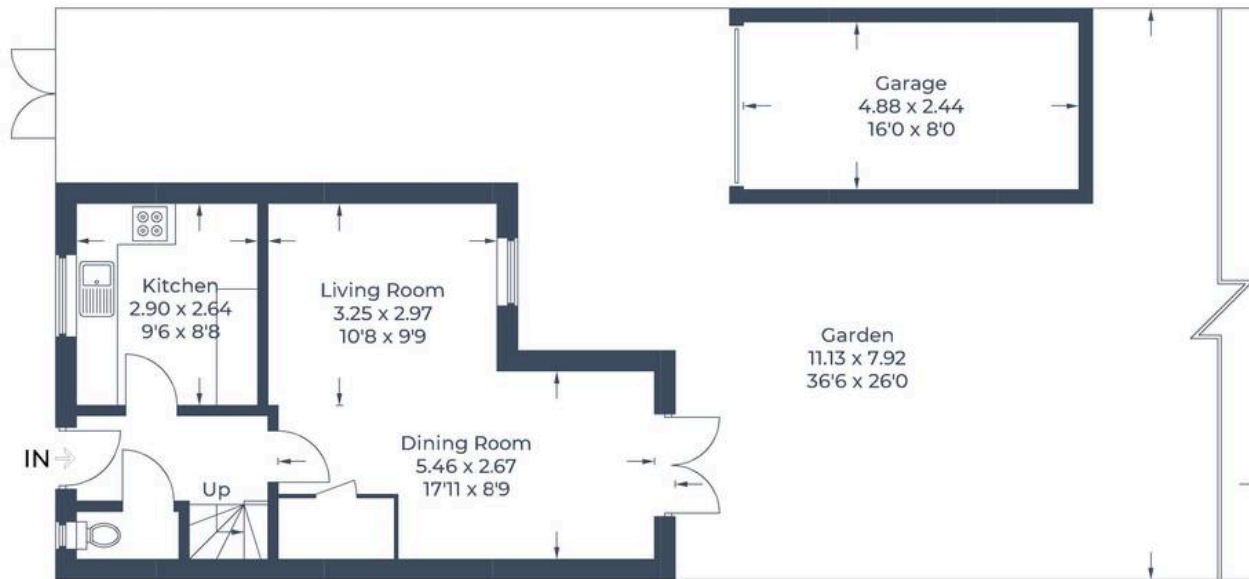 Garage
4.88 x 2.44
16'0 x 8'0
Kitchen
2.90 x 2.64
9'6 x 8'8
Living Room
3.25 x 2.97
10'8 x 9'9
Garden
11.13 x 7.92
36'6 x 26'0
Dining Room
5.46 x 2.67
17'11 x 8'9
IN
Up